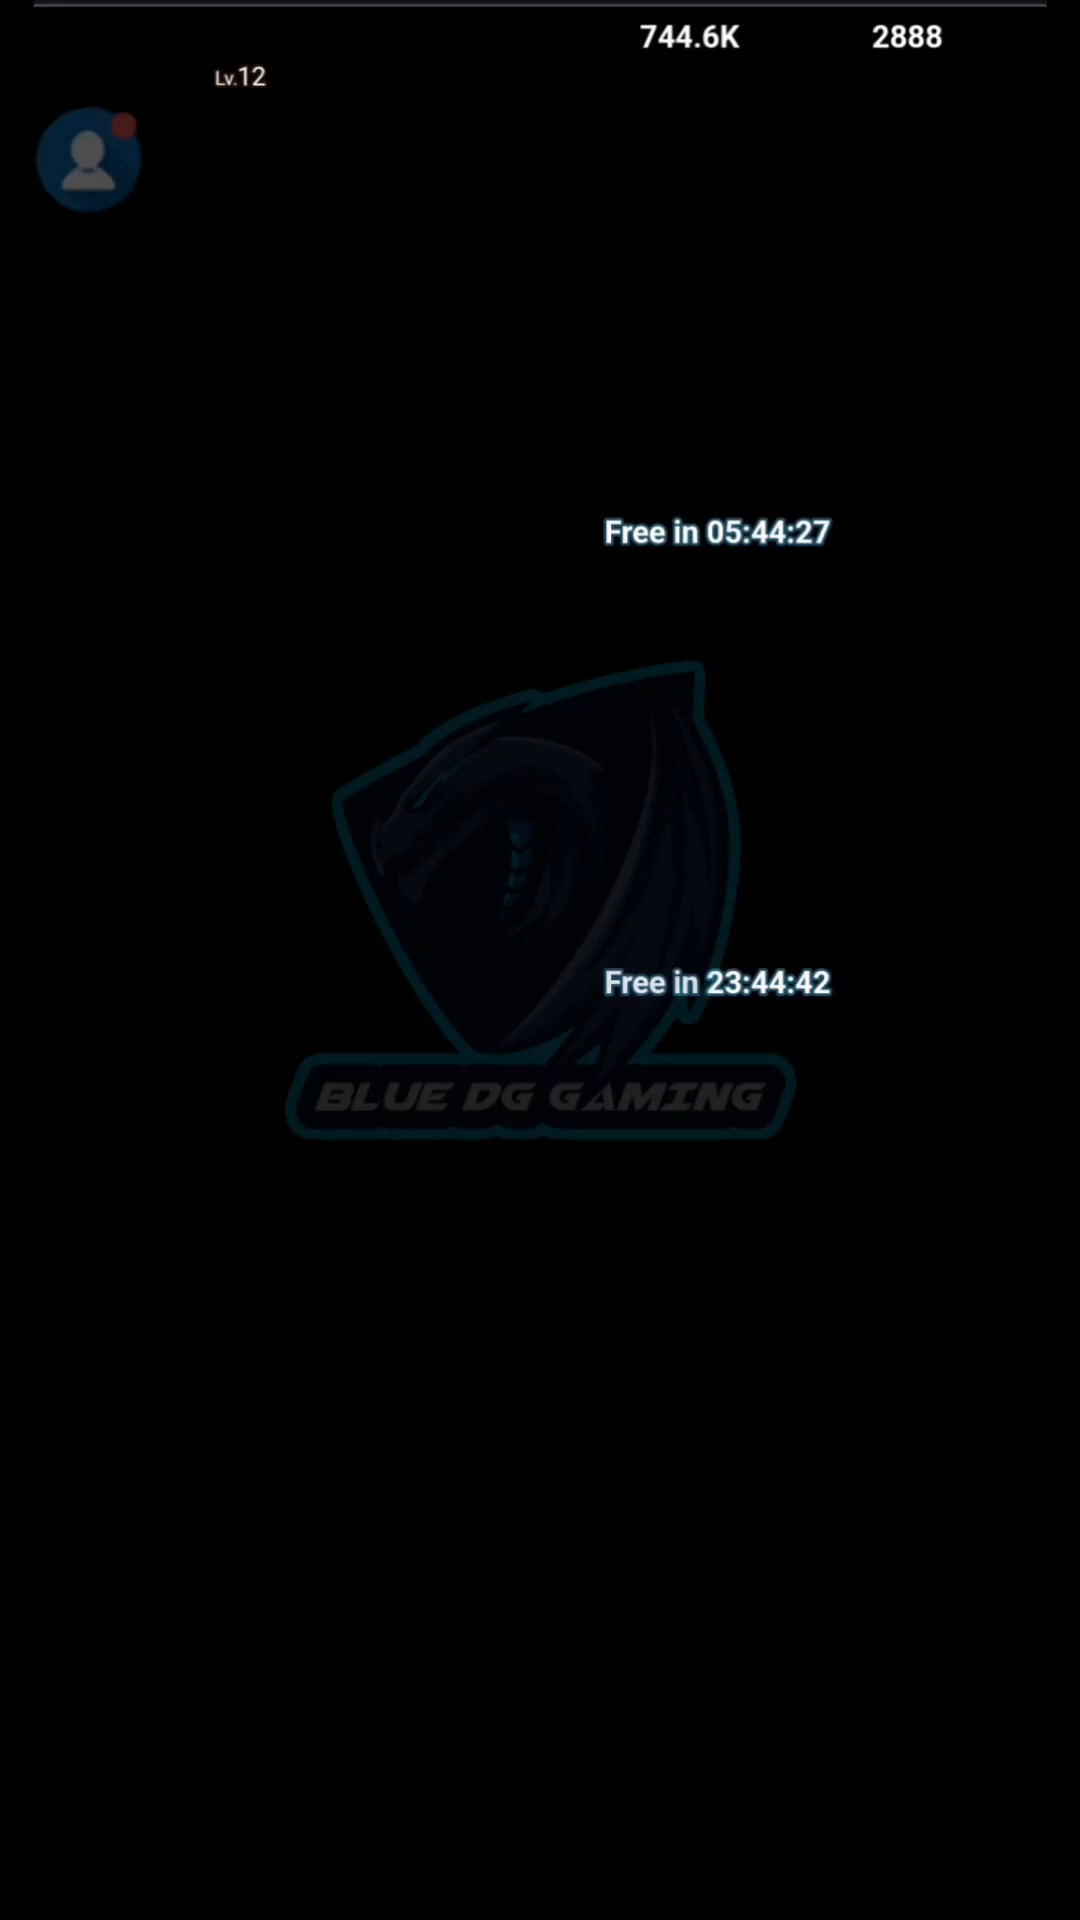 744.6K 2888
Lv.12
Free in 05:44:27
Free in 23:44:42
BLUE DG GAMING